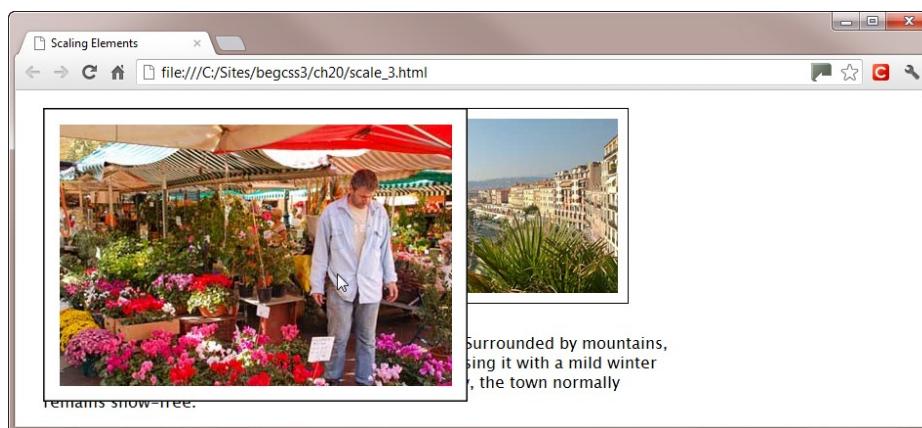 Scaling Elements
file:///C:/Sites/begcss3/ch20/scale_3.html
Surrounded by mountains,
it with a mild winter
, the town normally
remains snow-free.